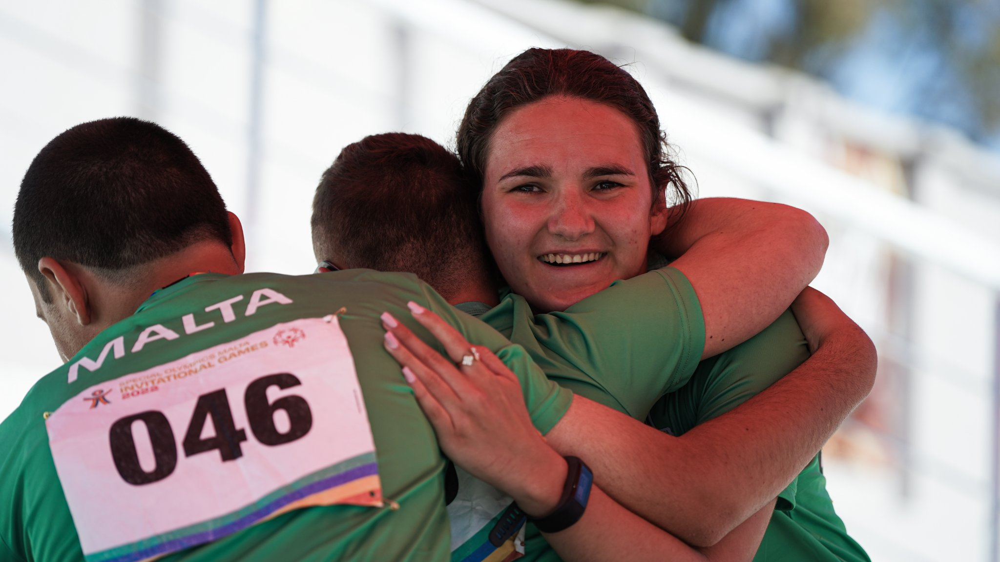 MALTA
SPECIAL OLYMPICS MALTA
INVITATIONAL GAMES
2022
046